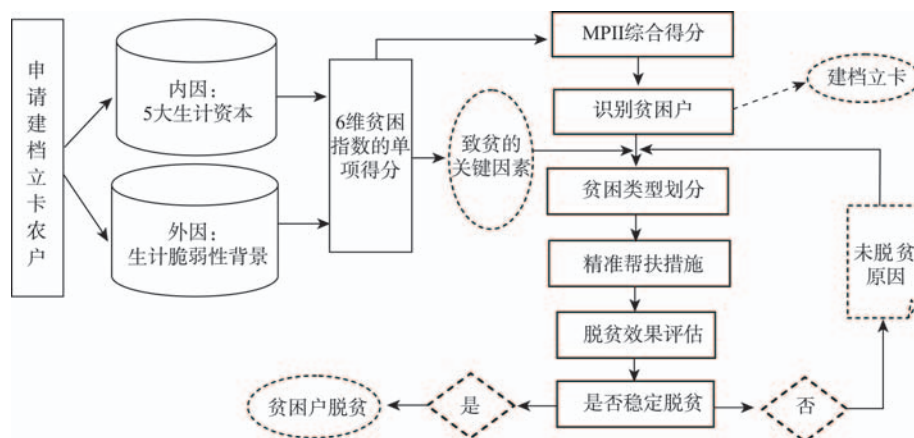 申请建档立卡农户
内因：
5大生计资本
外因：
生计脆弱性背景
6维贫困
指数的单
项得分
致贫的
关键因素
MPII综合得分
识别贫困户
建档立卡
贫困类型划分
精准帮扶措施
脱贫效果评估
是否稳定脱贫
是
贫困户脱贫
否
未脱贫
原因